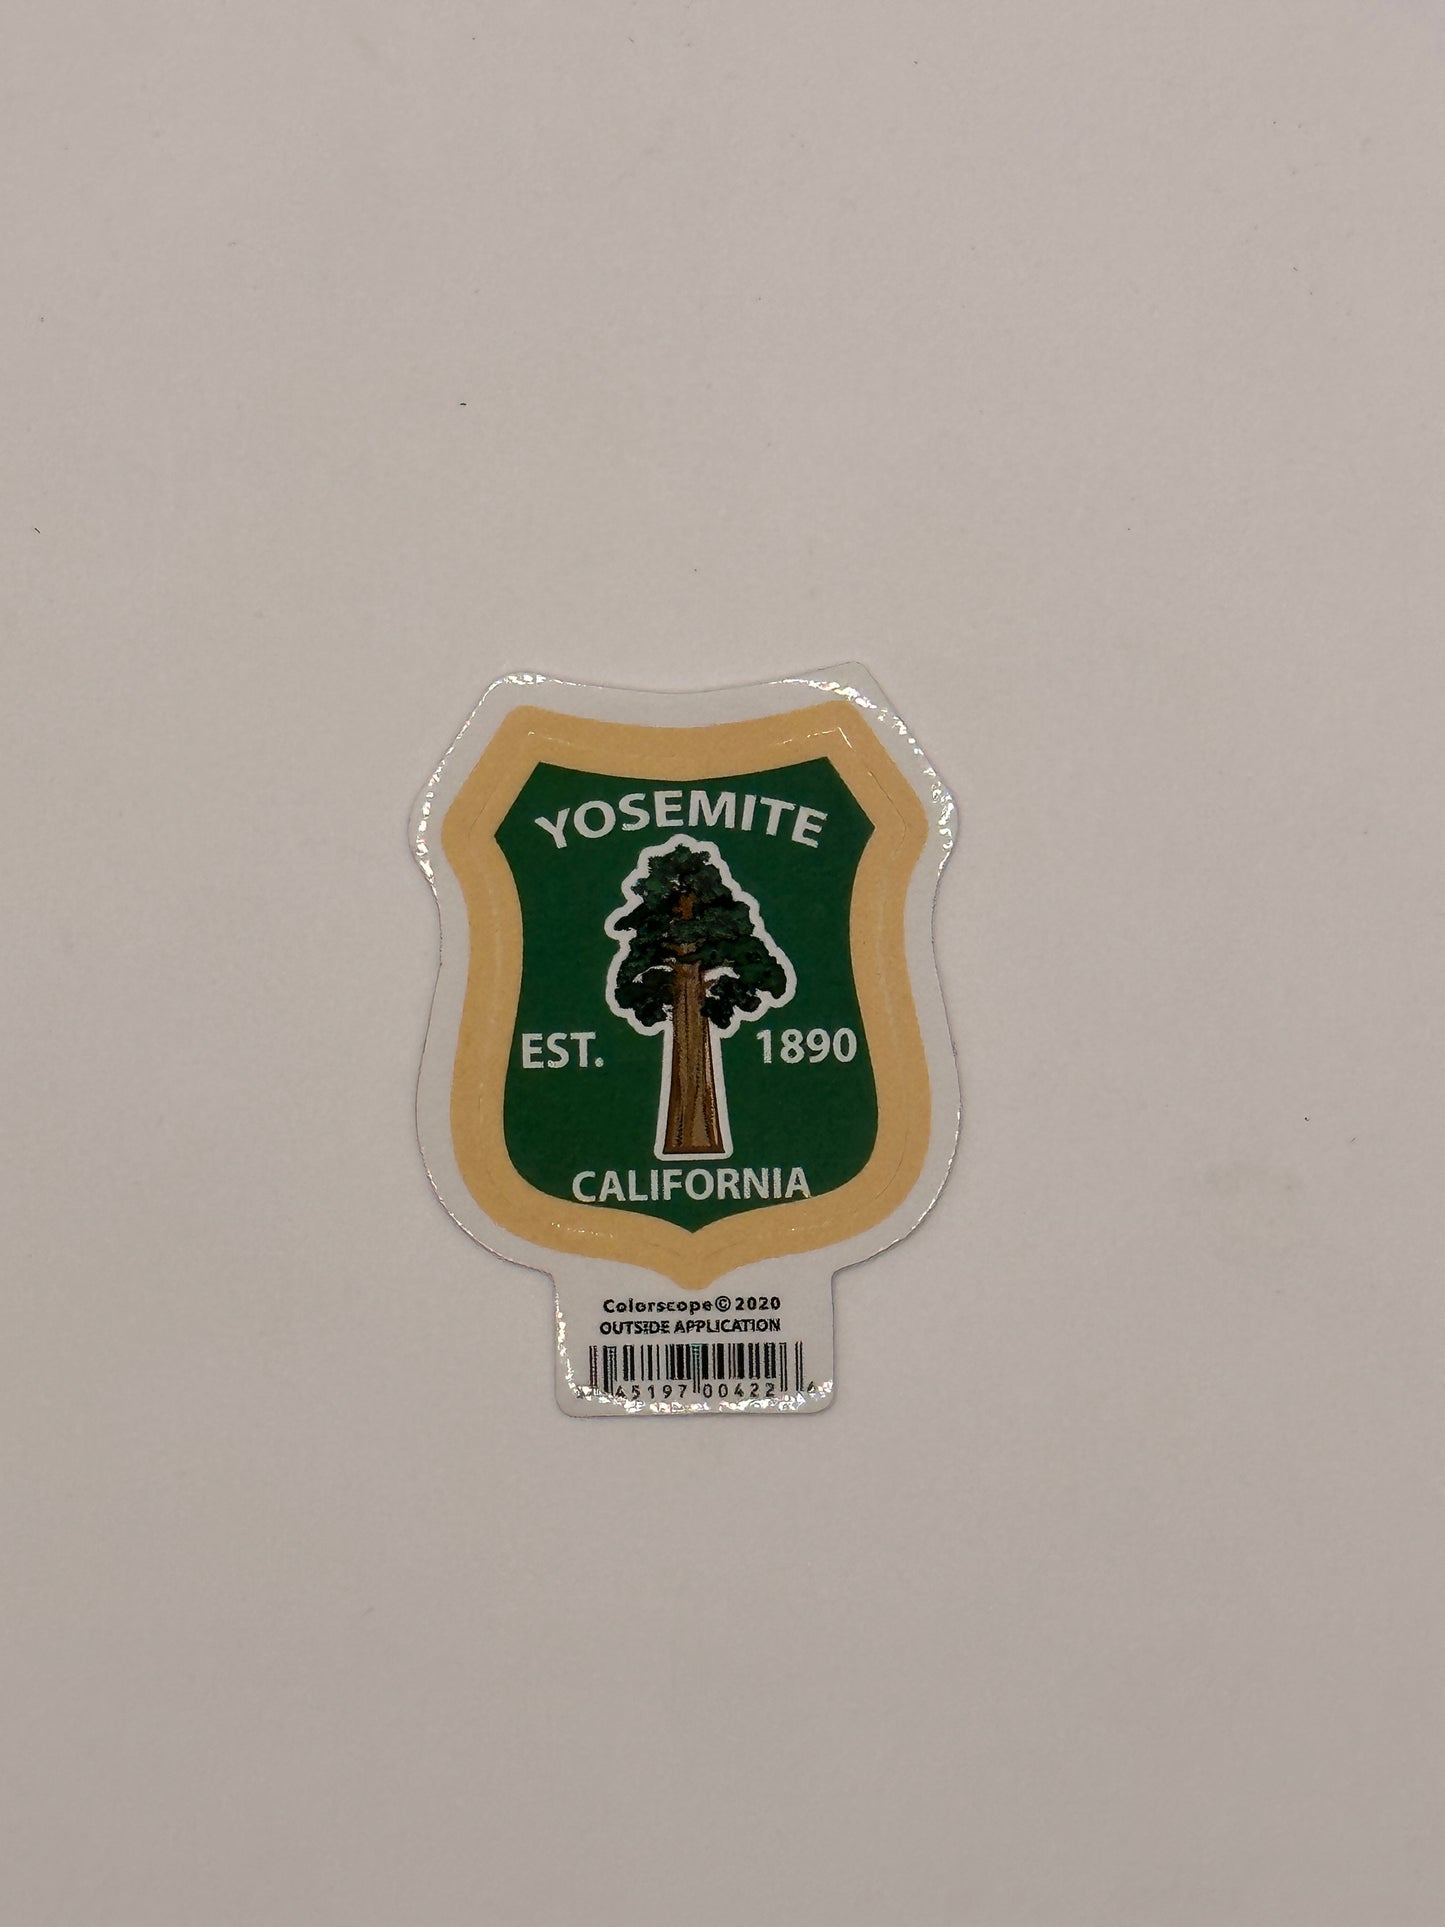 YOSEMITE
EST. 1890
CALIFORNIA
Colorscope©2020
OUTSIDE APPLICATION
45197 00422